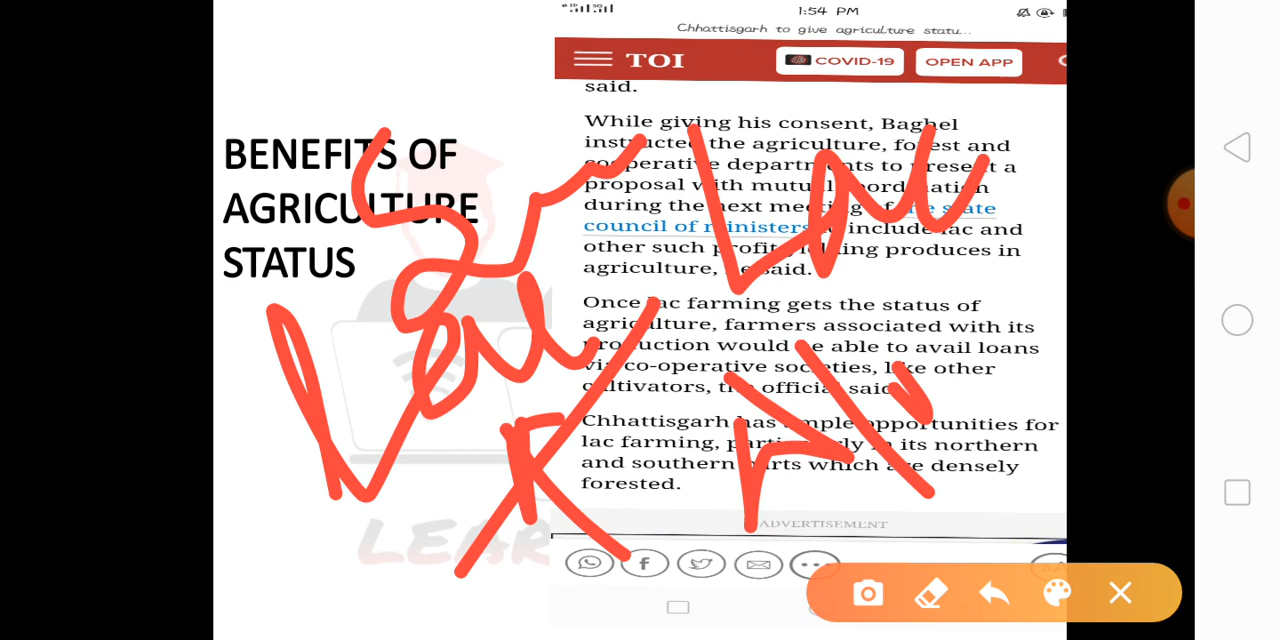 1:54 PM
Chhattisgarh to give agriculture statu...
TOI
COVID-19
OPEN APP
BENEFITS OF
AGRICULTURE
STATUS
said.
While giving his consent, Baghel
instructed the agriculture, forest and
cooperative departments to present a
proposal with mutual coordination
during the next meeting of the state
council of ministers to include lac and
other such profit yielding produces in
agriculture, he said.
Once lac farming gets the status of
agriculture, farmers associated with its
production would be able to avail loans
via co-operative societies, like other
cultivators, the official said.
Chhattisgarh has ample opportunities for
lac farming, particularly in its northern
and southern parts which are densely
forested.
ADVERTISEMENT
Lac
LEAR